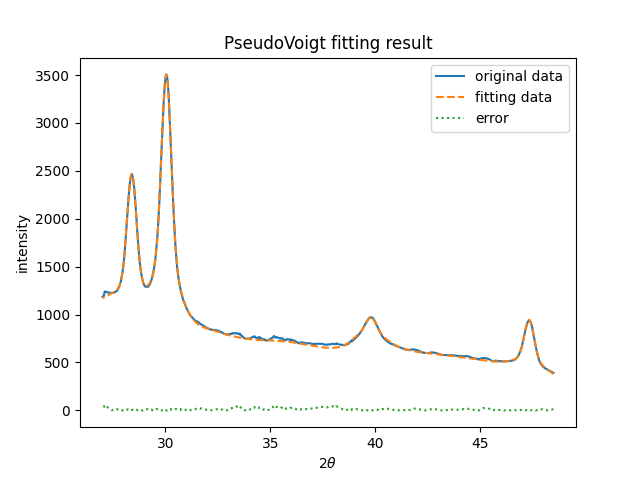 PseudoVoigt fitting result
original data
fitting data
error
intensity
3500
3000
2500
2000
1500
1000
500
0
30
35
40
45
2θ